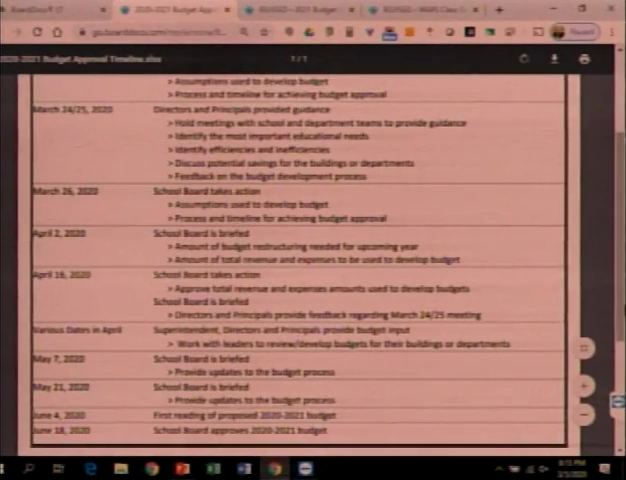 2020-2021 Budget Appr
2020-2021 Budget Approval Timeline.xlsx
1 / 1
> Assumptions used to develop budget
> Process and timeline for achieving budget approval
March 24/25, 2020 Directors and Principals provided guidance
> Hold meetings with school and department teams to provide guidance
> Identify the most important educational needs
> Identify efficiencies and inefficiencies
> Discuss potential savings for the buildings or departments
> Feedback on the budget development process
March 26, 2020 School Board takes action
> Assumptions used to develop budget
> Process and timeline for achieving budget approval
April 2, 2020 School Board is briefed
> Amount of budget restructuring needed for upcoming year
> Amount of total revenue and expenses to be used to develop budget
April 16, 2020 School Board takes action
> Approve total revenue and expenses amounts used to develop budgets
School Board is briefed
> Directors and Principals provide feedback regarding March 24/25 meeting
Various Dates in April Superintendent, Directors and Principals provide budget input
> Work with leaders to review/develop budgets for their buildings or departments
May 7, 2020 School Board is briefed
> Provide updates to the budget process
May 21, 2020 School Board is briefed
> Provide updates to the budget process
June 4, 2020 First reading of proposed 2020-2021 budget
June 18, 2020 School Board approves 2020-2021 budget